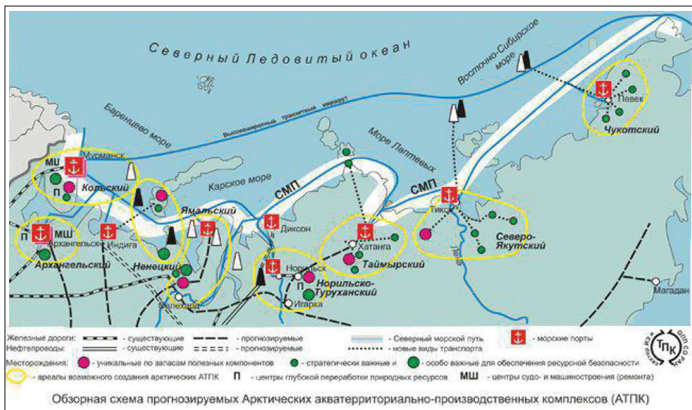 Северный Ледовитый океан
Восточно-Сибирское
море
Баренцево море
Высокоширотный транзитный маршрут
Море Лаптевых
Карское море
СМП
СМП
Певек
Чукотский
МШ
Мурманск
П
Кольский
Ямальский
Тикси
Диксон
П
МШ
Архангельск
Индига
Хатанга
Северо-
Якутский
Архангельский
Ненецкий
Норильск
П
Норильско-
Туруханский
Таймырский
Лена
Салехард
Игарка
Магадан
Железные дороги: - существующие - прогнозируемые - Северный морской путь - морские порты
Нефтепроводы: - существующие - прогнозируемые - новые виды транспорта
Месторождения: - уникальные по запасам полезных компонентов - стратегически важные и - особо важные для обеспечения ресурсной безопасности
- ареалы возможного создания арктических АТПК П - центры глубокой переработки природных ресурсов МШ - центры судо- и машиностроения (ремонта)
ТПК
Обзорная схема прогнозируемых Арктических акватерриториально-производственных комплексов (АТПК)